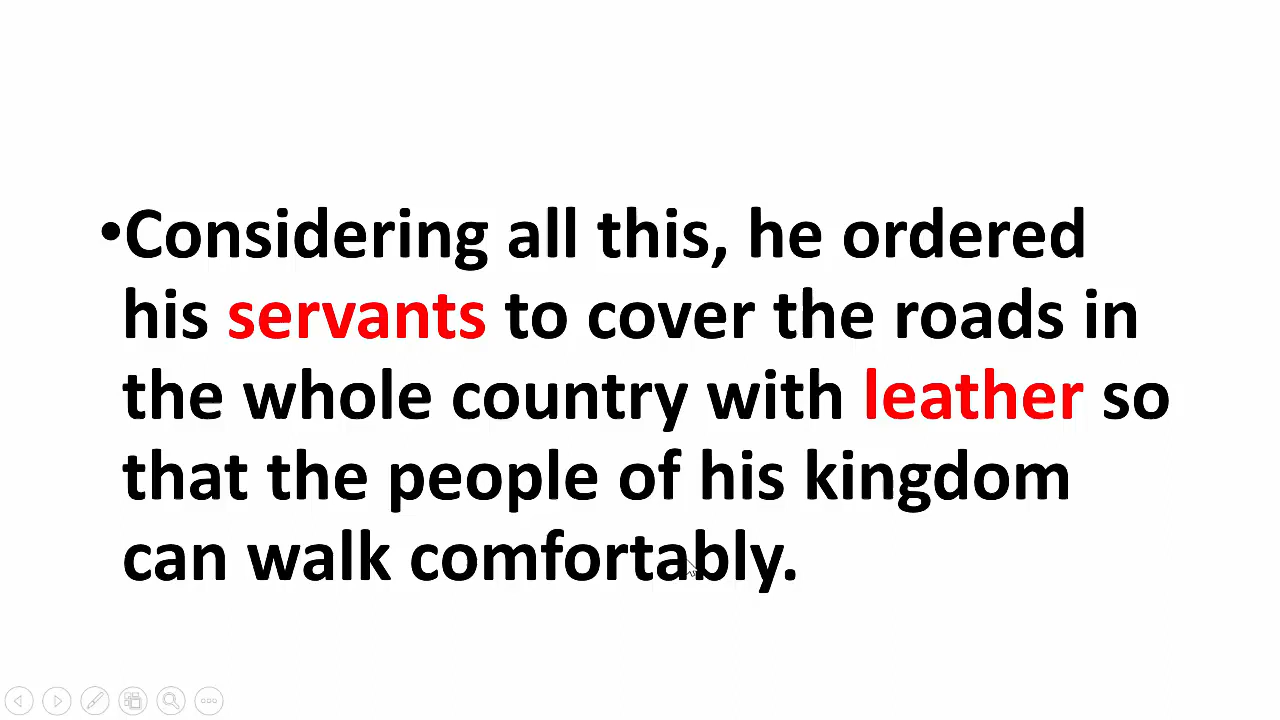 •Considering all this, he ordered
his servants to cover the roads in
the whole country with leather so
that the people of his kingdom
can walk comfortably.